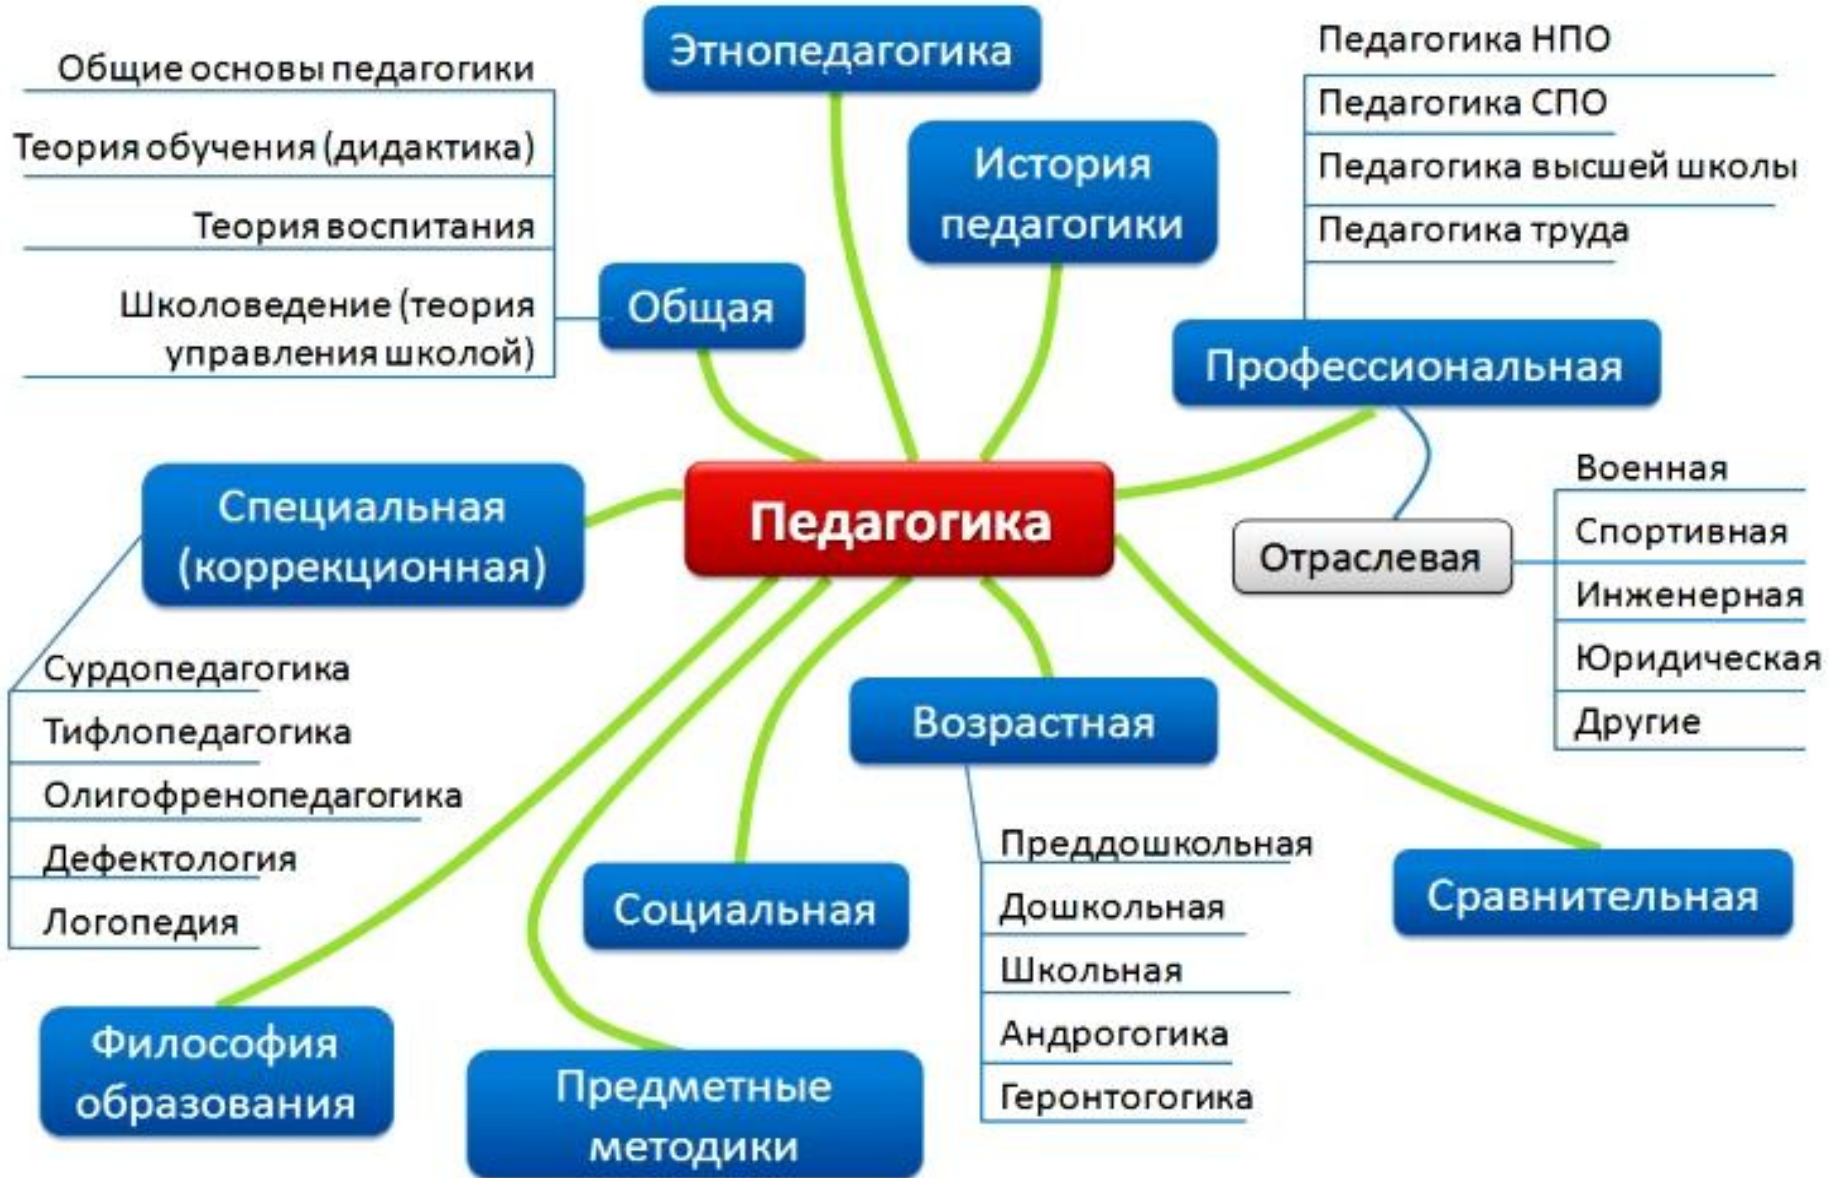 Этнопедагогика
История
педагогики
Общие основы педагогики
Теория обучения (дидактика)
Теория воспитания
Школоведение (теория
управления школой)
Общая
Педагогика НПО
Педагогика СПО
Педагогика высшей школы
Педагогика труда
Профессиональная
Отраслевая
Военная
Спортивная
Инженерная
Юридическая
Другие
Педагогика
Специальная
(коррекционная)
Сурдопедагогика
Тифлопедагогика
Олигофренопедагогика
Дефектология
Логопедия
Возрастная
Преддошкольная
Дошкольная
Школьная
Андрогогика
Геронтогогика
Социальная
Сравнительная
Философия
образования
Предметные
методики